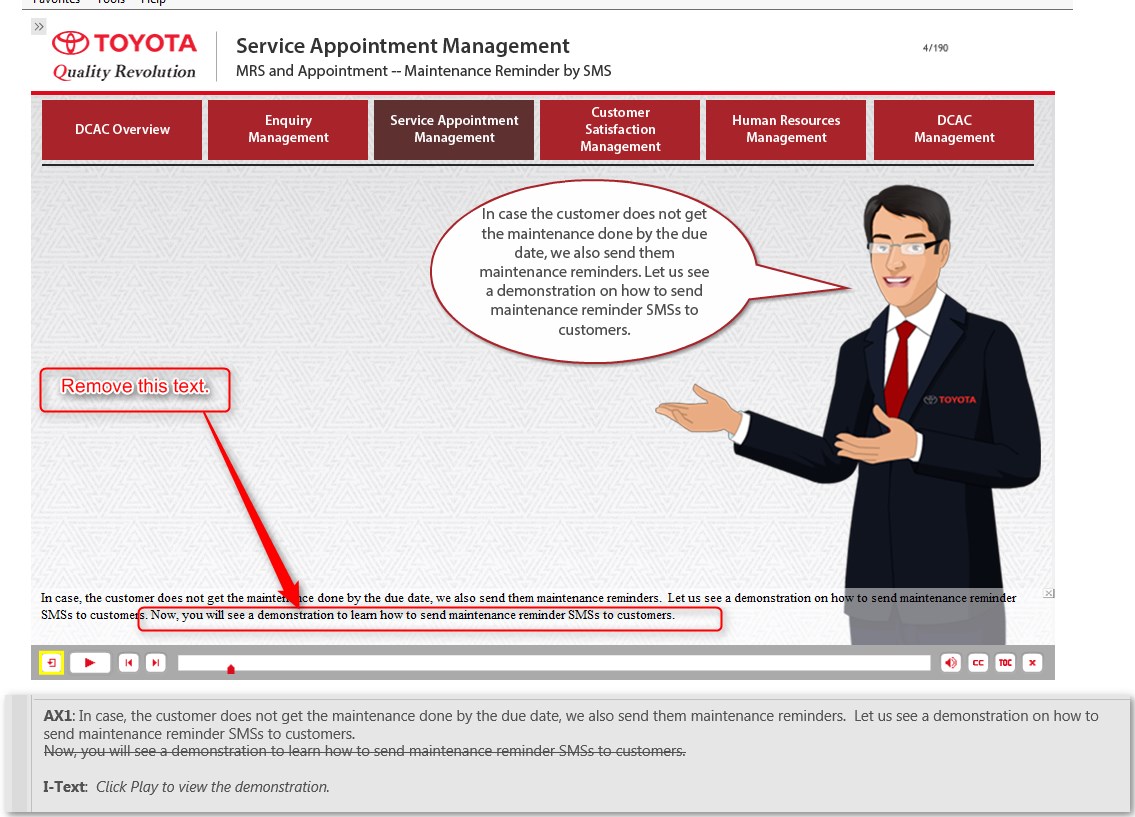 Favorites Tools Help
»
TOYOTA
Quality Revolution
Service Appointment Management
MRS and Appointment -- Maintenance Reminder by SMS
4/190
DCAC Overview
Enquiry
Management
Service Appointment
Management
Customer
Satisfaction
Management
Human Resources
Management
DCAC
Management
In case the customer does not get
the maintenance done by the due
date, we also send them
maintenance reminders. Let us see
a demonstration on how to send
maintenance reminder SMSs to
customers.
Remove this text.
TOYOTA
In case, the customer does not get the maintenance done by the due date, we also send them maintenance reminders. Let us see a demonstration on how to send maintenance reminder
SMSs to customers. Now, you will see a demonstration to learn how to send maintenance reminder SMSs to customers.
CC TOC
AX1: In case, the customer does not get the maintenance done by the due date, we also send them maintenance reminders. Let us see a demonstration on how to
send maintenance reminder SMSs to customers.
Now, you will see a demonstration to learn how to send maintenance reminder SMSs to customers.
I-Text: Click Play to view the demonstration.